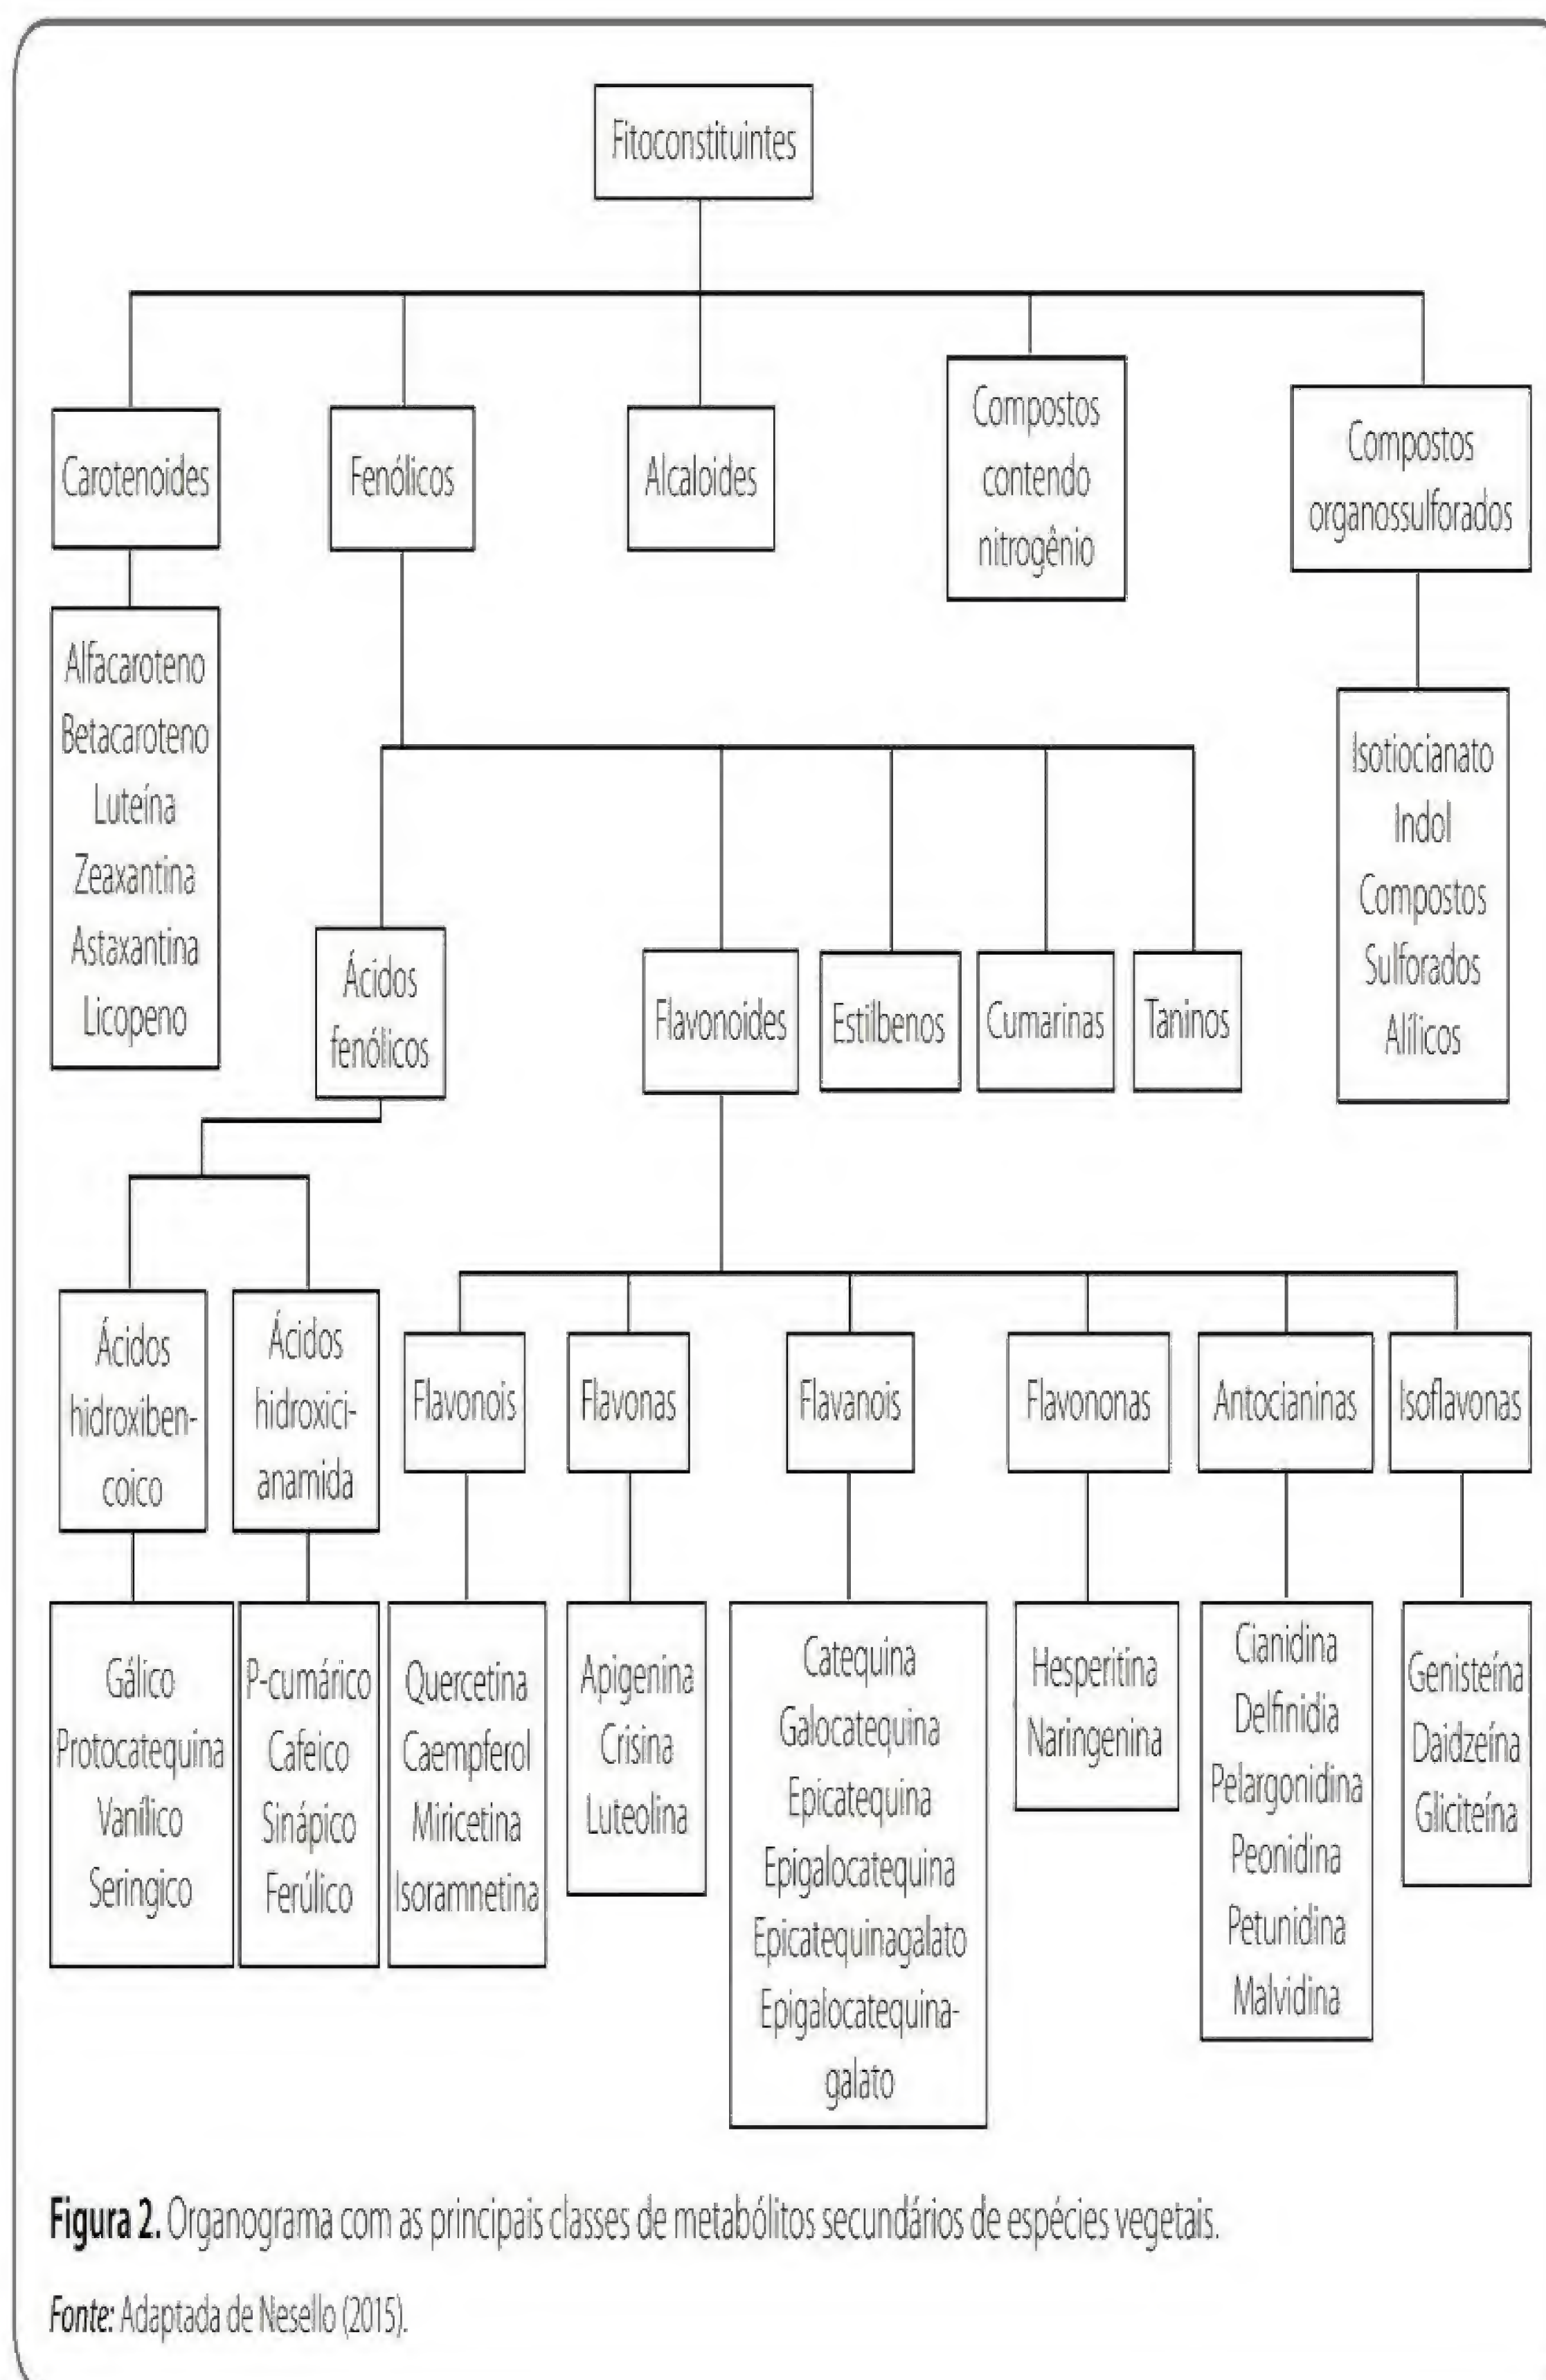 Fitoconstituintes
Carotenoides
Fenólicos
Alcaloides
Compostos
contendo
nitrogênio
Compostos
organossulforados
Alfacaroteno
Betacaroteno
Luteína
Zeaxantina
Astaxantina
Licopeno
Isotiocianato
Indol
Compostos
Sulforados
Alílicos
Ácidos
fenólicos
Flavonoides
Estilbenos
Cumarinas
Taninos
Ácidos
hidroxiben-
coico
Ácidos
hidroxici-
anamida
Flavonois
Flavonas
Flavanois
Flavononas
Antocianinas
Isoflavonas
Gálico
Protocatequina
Vanílico
Seringico
P-cumárico
Cafeico
Sinápico
Ferúlico
Quercetina
Caempferol
Miricetina
Isoramnetina
Apigenina
Crisina
Luteolina
Catequina
Galocatequina
Epicatequina
Epigalocatequina
Epicatequinagalato
Epigalocatequina-
galato
Hesperitina
Naringenina
Cianidina
Delfinidia
Pelargonidina
Peonidina
Petunidina
Malvidina
Genisteína
Daidzeína
Gliciteína
Figura 2. Organograma com as principais classes de metabólitos secundários de espécies vegetais.
Fonte: Adaptada de Nesello (2015).